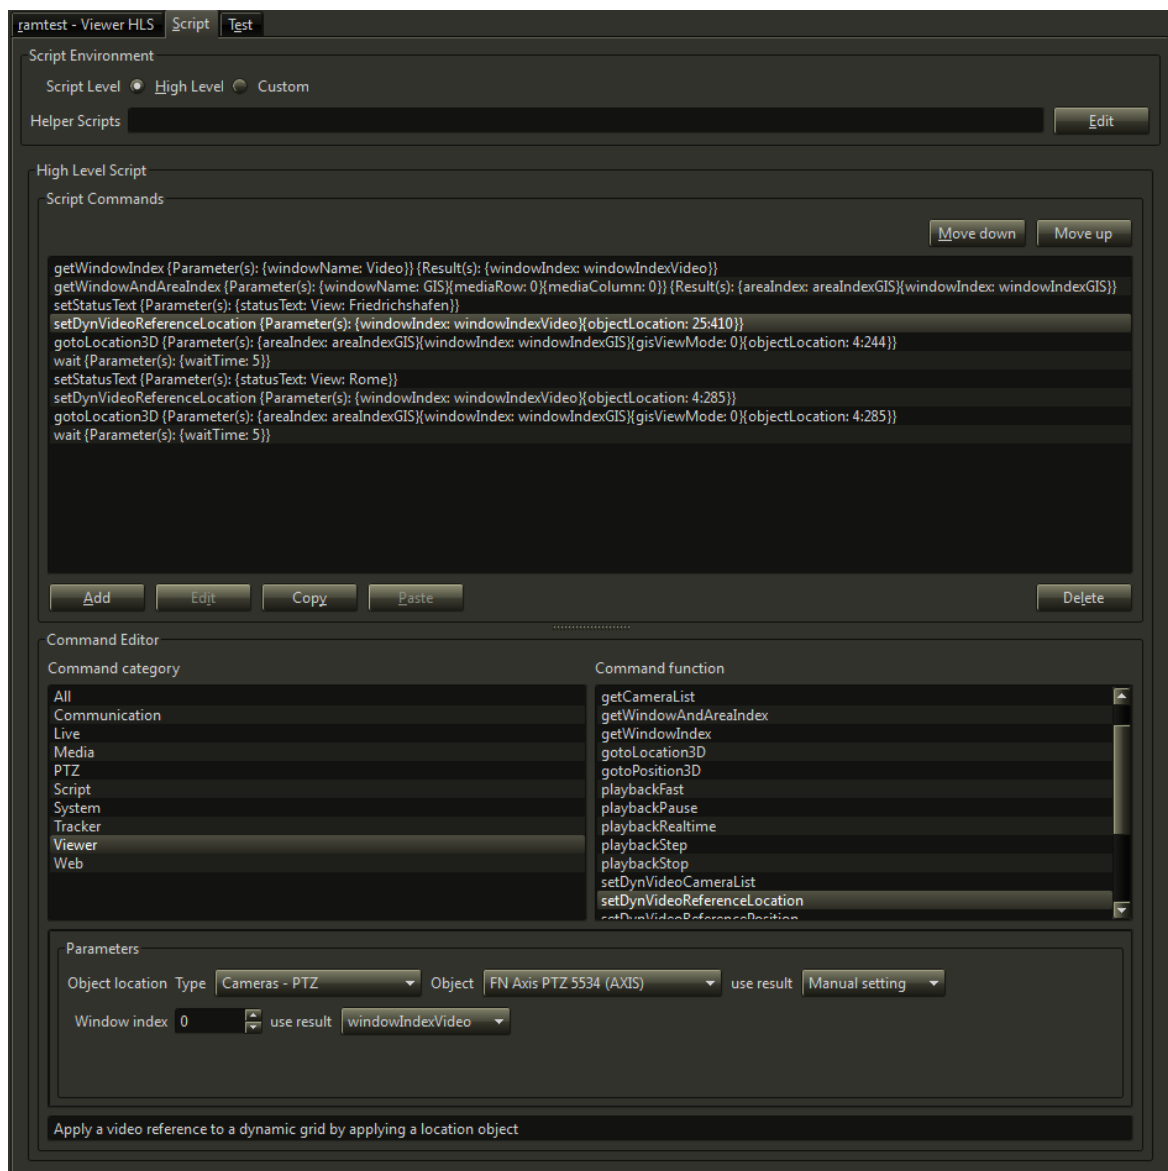 ramtest - Viewer HLS Script Test
Script Environment
Script Level High Level Custom
Helper Scripts Edit
High Level Script
Script Commands
Move down Move up
getWindowIndex {Parameter(s): {windowName: Video}} {Result(s): {windowIndex: windowIndexVideo}}
getWindowAndAreaIndex {Parameter(s): {windowName: GIS}{mediaRow: 0}{mediaColumn: 0}} {Result(s): {areaIndex: areaIndexGIS}{windowIndex: windowIndexGIS}}
setStatusText {Parameter(s): {statusText: View: Friedrichshafen}}
setDynVideoReferenceLocation {Parameter(s): {windowIndex: windowIndexVideo}{objectLocation: 25:410}}
gotoLocation3D {Parameter(s): {areaIndex: areaIndexGIS}{windowIndex: windowIndexGIS}{gisViewMode: 0}{objectLocation: 4:244}}
wait {Parameter(s): {waitTime: 5}}
setStatusText {Parameter(s): {statusText: View: Rome}}
setDynVideoReferenceLocation {Parameter(s): {windowIndex: windowIndexVideo}{objectLocation: 4:285}}
gotoLocation3D {Parameter(s): {areaIndex: areaIndexGIS}{windowIndex: windowIndexGIS}{gisViewMode: 0}{objectLocation: 4:285}}
wait {Parameter(s): {waitTime: 5}}
Add Edit Copy Paste Delete
Command Editor
Command category
All
Communication
Live
Media
PTZ
Script
System
Tracker
Viewer
Web
Command function
getCameraList
getWindowAndAreaIndex
getWindowIndex
gotoLocation3D
gotoPosition3D
playbackFast
playbackPause
playbackRealtime
playbackStep
playbackStop
setDynVideoCameraList
setDynVideoReferenceLocation
setDynVideoReferencePosition
Parameters
Object location Type Cameras - PTZ Object FN Axis PTZ 5534 (AXIS) use result Manual setting
Window index 0 use result windowIndexVideo
Apply a video reference to a dynamic grid by applying a location object